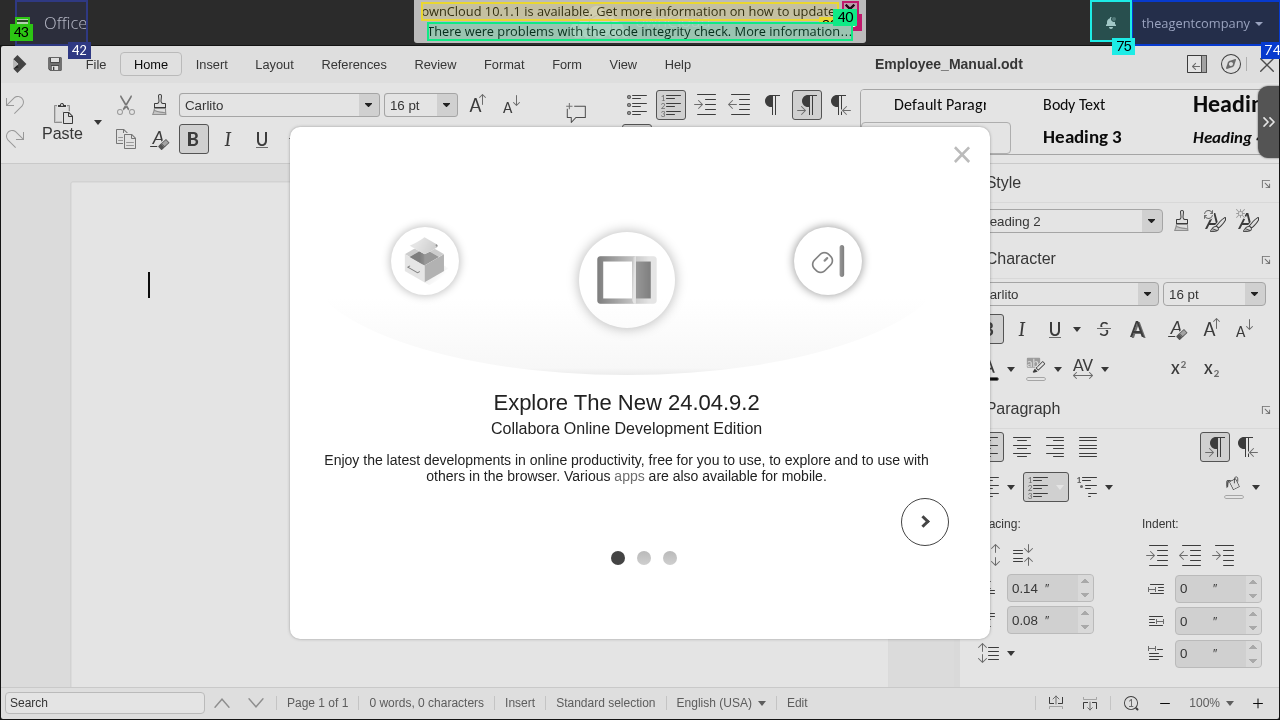 ownCloud 10.1.1 is available. Get more information on how to update.
There were problems with the code integrity check. More information…
40
43
Office
42
75
theagentcompany
74
File
Home
Insert
Layout
References
Review
Format
Form
View
Help
Employee_Manual.odt
Paste
Carlito
16 pt
B I U
Default Paragr
Body Text
Heading 3
Style
eading 2
Character
arlito
16 pt
Paragraph
acing:
Indent:
0.14 ″
0
″
0.08 ″
0
″
0
″
Explore The New 24.04.9.2
Collabora Online Development Edition
Enjoy the latest developments in online productivity, free for you to use, to explore and to use with
others in the browser. Various apps are also available for mobile.
Search
Page 1 of 1
0 words, 0 characters
Insert
Standard selection
English (USA)
Edit
100%